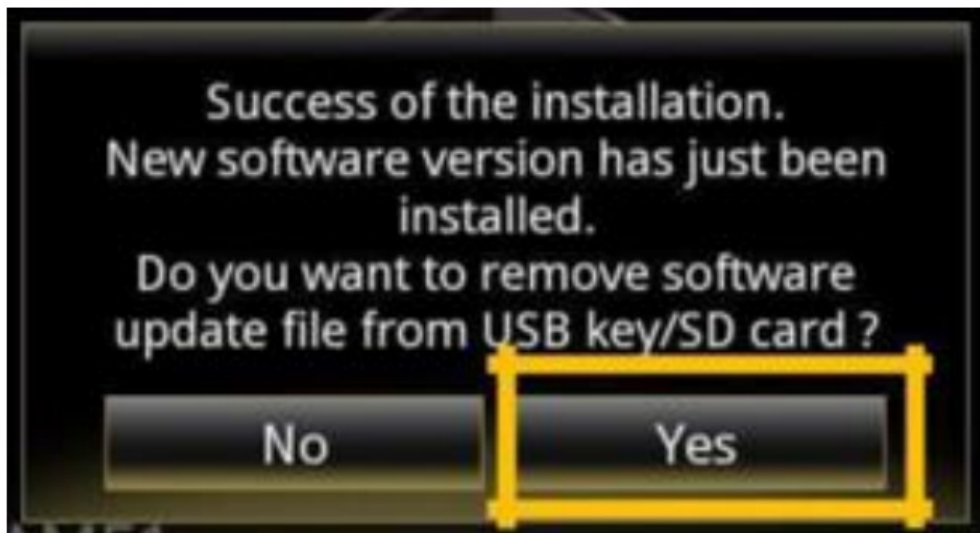 Success of the installation.
New software version has just been
installed.
Do you want to remove software
update file from USB key/SD card ?
No
Yes